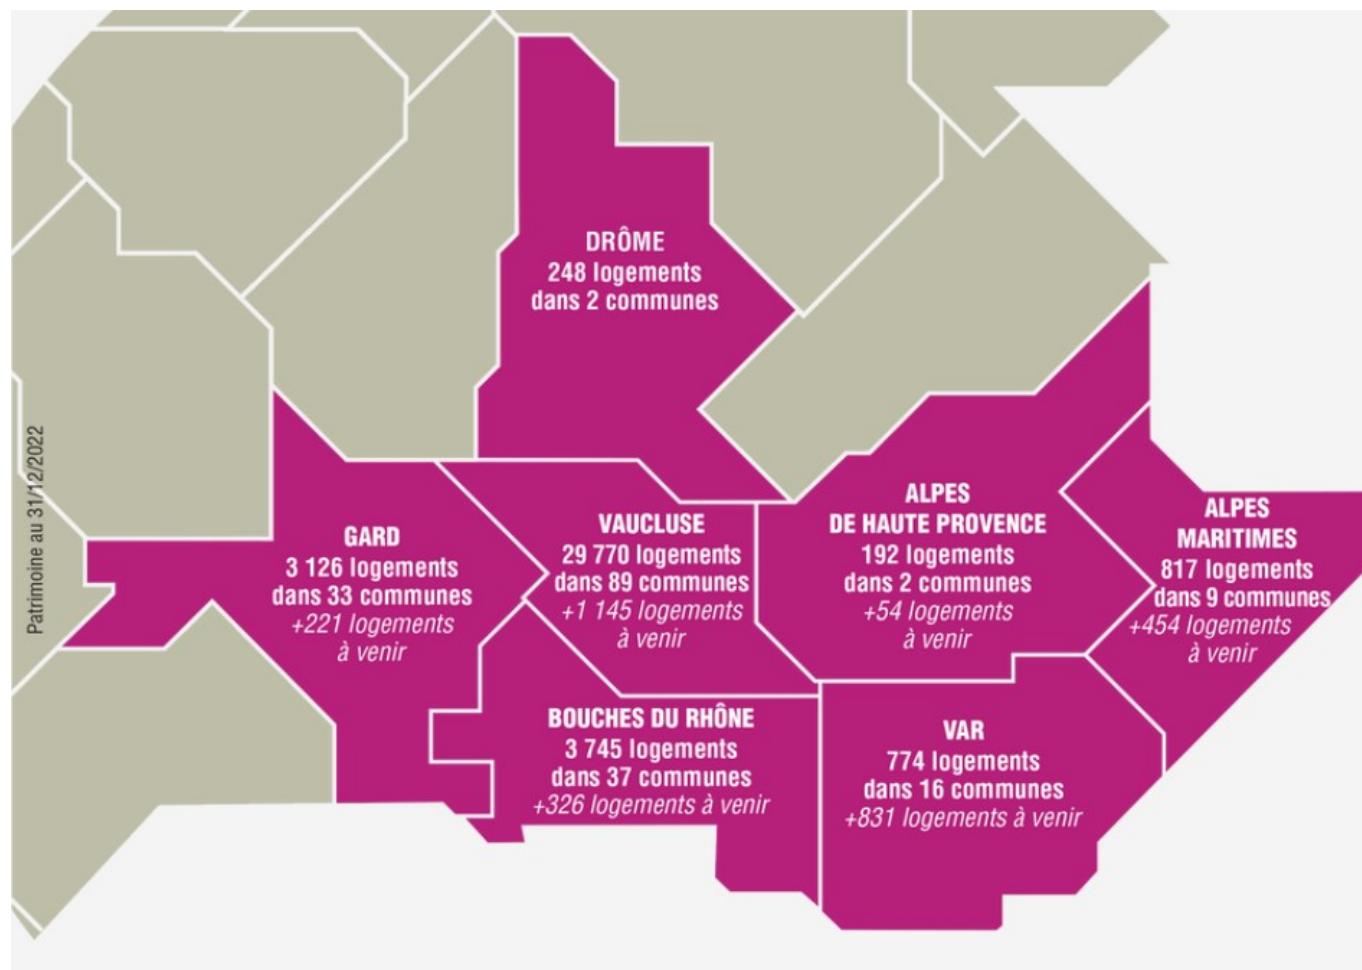 DRÔME
248 logements
dans 2 communes
Patrimoine au 31/12/2022
GARD
3 126 logements
dans 33 communes
+221 logements
à venir
VAUCLUSE
29 770 logements
dans 89 communes
+1 145 logements
à venir
ALPES
DE HAUTE PROVENCE
192 logements
dans 2 communes
+54 logements
à venir
ALPES
MARITIMES
817 logements
dans 9 communes
+454 logements
à venir
BOUCHES DU RHÔNE
3 745 logements
dans 37 communes
+326 logements à venir
VAR
774 logements
dans 16 communes
+831 logements à venir